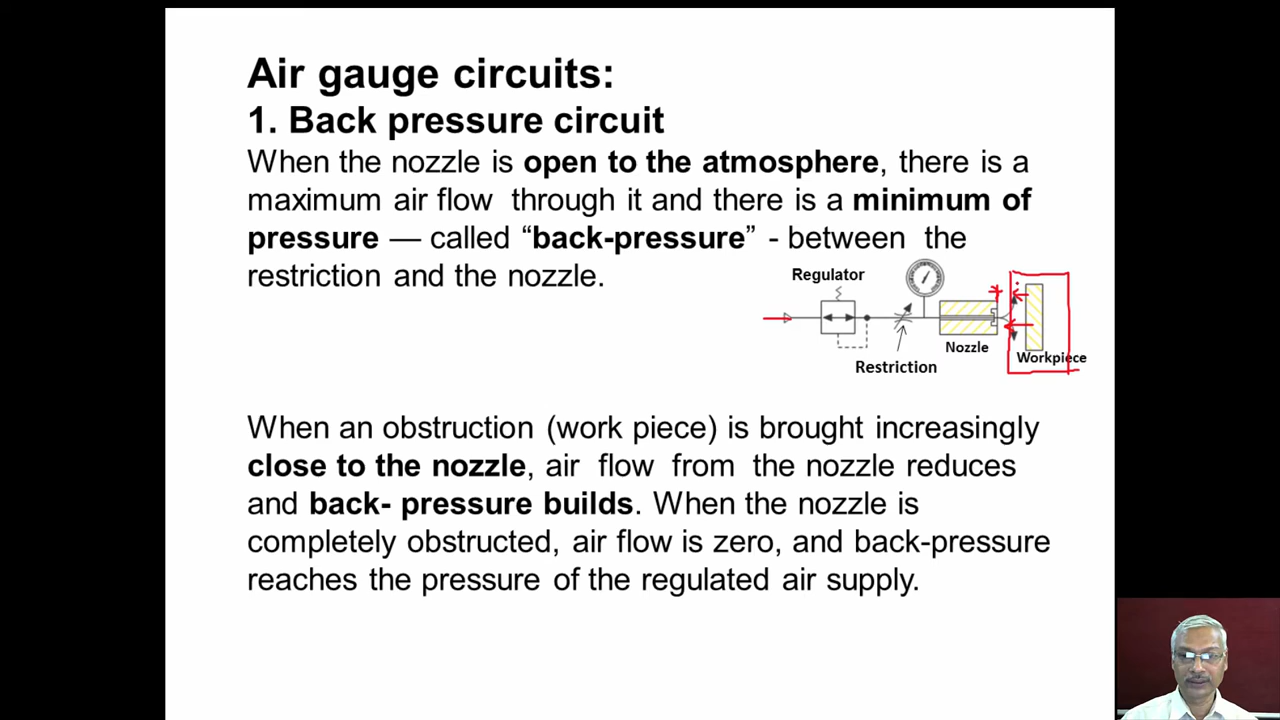 Air gauge circuits:
1. Back pressure circuit
When the nozzle is open to the atmosphere, there is a
maximum air flow through it and there is a minimum of
pressure — called “back-pressure” - between the
restriction and the nozzle.
Regulator
Nozzle
Workpiece
Restriction
When an obstruction (work piece) is brought increasingly
close to the nozzle, air flow from the nozzle reduces
and back- pressure builds. When the nozzle is
completely obstructed, air flow is zero, and back-pressure
reaches the pressure of the regulated air supply.